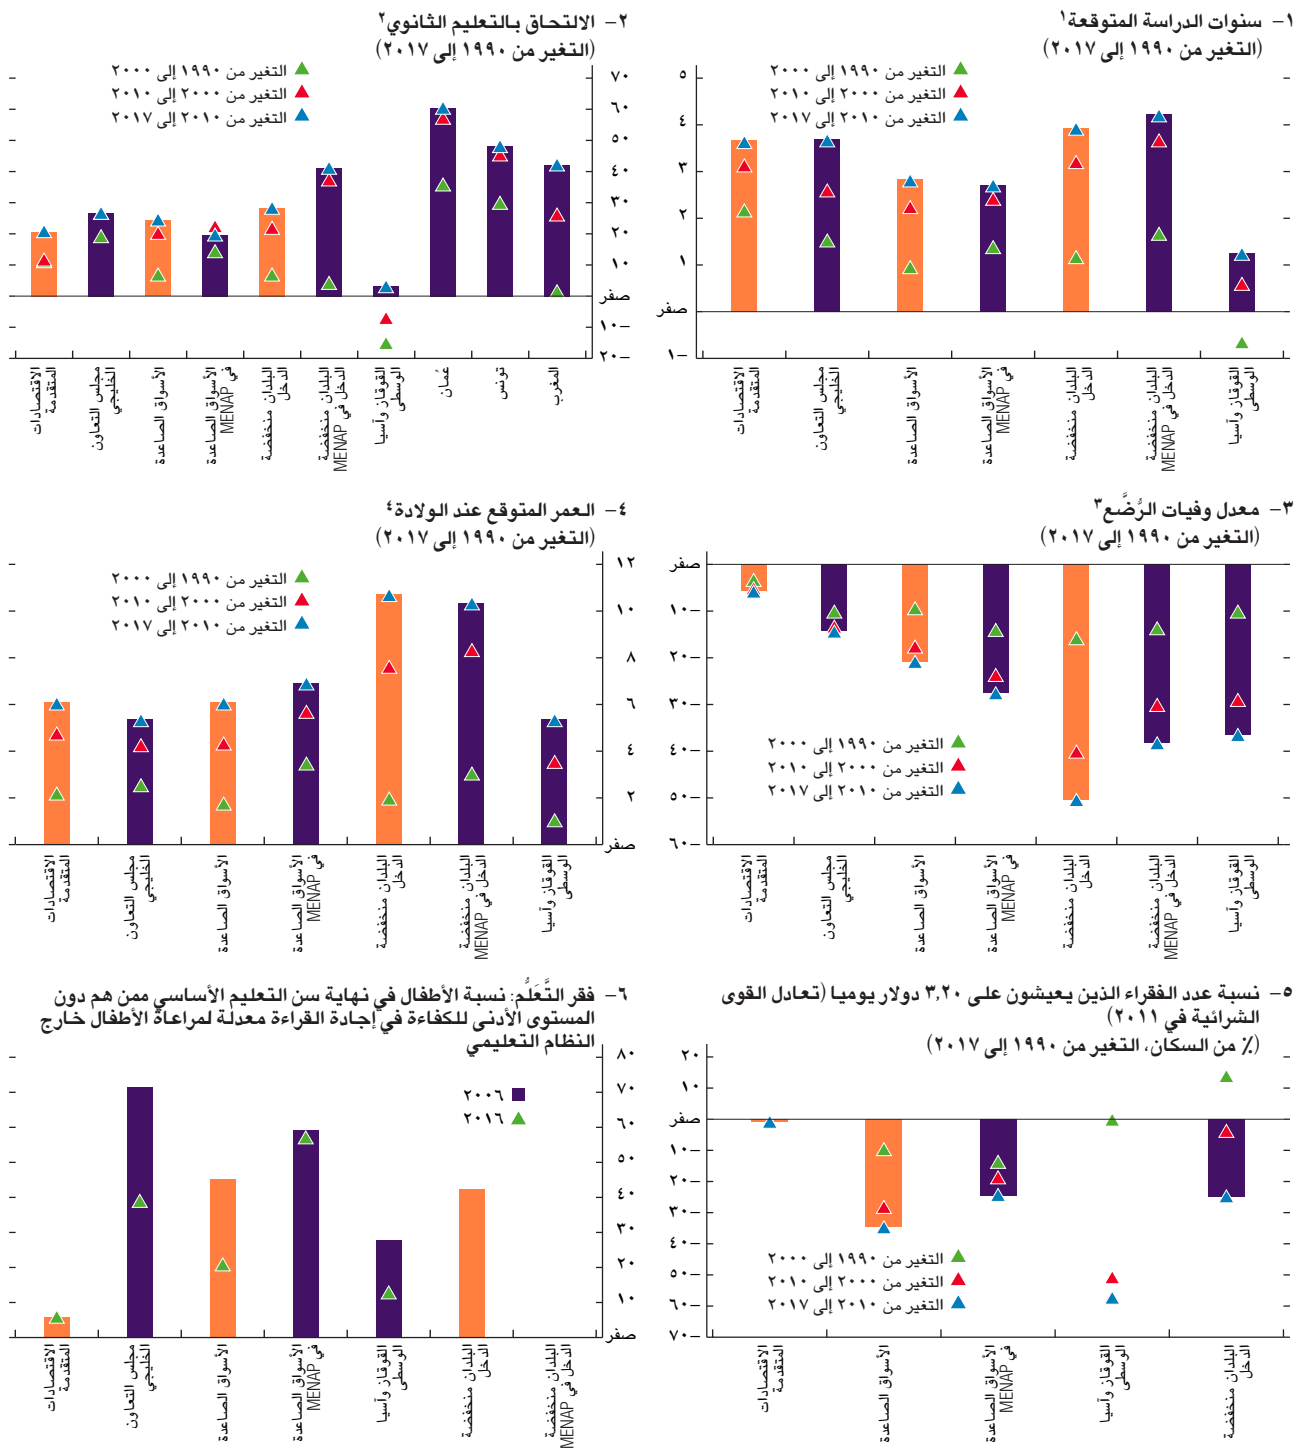 ١– سنوات الدراسة المتوقعة١
(التغير من ١٩٩٠ إلى ٢٠١٧)
التغير من ١٩٩٠ إلى ٢٠٠٠
التغير من ٢٠٠٠ إلى ٢٠١٠
التغير من ٢٠١٠ إلى ٢٠١٧
٥
٤
٣
٢
١
صفر
١–
الاقتصادات المتقدمة
مجلس التعاون الخليجي
الأسواق الصاعدة
الأسواق الصاعدة في MENAP
البلدان منخفضة الدخل
البلدان منخفضة الدخل في MENAP
القوقاز وآسيا الوسطى
٢– الالتحاق بالتعليم الثانوي٢
(التغير من ١٩٩٠ إلى ٢٠١٧)
التغير من ١٩٩٠ إلى ٢٠٠٠
التغير من ٢٠٠٠ إلى ٢٠١٠
التغير من ٢٠١٠ إلى ٢٠١٧
٧٠
٦٠
٥٠
٤٠
٣٠
٢٠
١٠
صفر
١٠–
٢٠–
الاقتصادات المتقدمة
مجلس التعاون الخليجي
الأسواق الصاعدة
الأسواق الصاعدة في MENAP
البلدان منخفضة الدخل
البلدان منخفضة الدخل في MENAP
القوقاز وآسيا الوسطى
عُمان
تونس
المغرب
٣– معدل وفيات الرُّضَّع٣
(التغير من ١٩٩٠ إلى ٢٠١٧)
صفر
١٠–
٢٠–
٣٠–
٤٠–
٥٠–
٦٠–
التغير من ١٩٩٠ إلى ٢٠٠٠
التغير من ٢٠٠٠ إلى ٢٠١٠
التغير من ٢٠١٠ إلى ٢٠١٧
الاقتصادات المتقدمة
مجلس التعاون الخليجي
الأسواق الصاعدة
الأسواق الصاعدة في MENAP
البلدان منخفضة الدخل
البلدان منخفضة الدخل في MENAP
القوقاز وآسيا الوسطى
٤– العمر المتوقع عند الولادة٤
(التغير من ١٩٩٠ إلى ٢٠١٧)
التغير من ١٩٩٠ إلى ٢٠٠٠
التغير من ٢٠٠٠ إلى ٢٠١٠
التغير من ٢٠١٠ إلى ٢٠١٧
١٢
١٠
٨
٦
٤
٢
صفر
الاقتصادات المتقدمة
مجلس التعاون الخليجي
الأسواق الصاعدة
الأسواق الصاعدة في MENAP
البلدان منخفضة الدخل
البلدان منخفضة الدخل في MENAP
القوقاز وآسيا الوسطى
٥– نسبة عدد الفقراء الذين يعيشون على ٣,٢٠ دولار يوميا (تعادل القوى
الشرائية في ٢٠١١)
(٪ من السكان، التغير من ١٩٩٠ إلى ٢٠١٧)
٢٠
١٠
صفر
١٠–
٢٠–
٣٠–
٤٠–
٥٠–
٦٠–
٧٠–
التغير من ١٩٩٠ إلى ٢٠٠٠
التغير من ٢٠٠٠ إلى ٢٠١٠
التغير من ٢٠١٠ إلى ٢٠١٧
الاقتصادات المتقدمة
الأسواق الصاعدة
الأسواق الصاعدة في MENAP
القوقاز وآسيا الوسطى
البلدان منخفضة الدخل
٦– فقر التَّعَلُّم: نسبة الأطفال في نهاية سن التعليم الأساسي ممن هم دون
المستوى الأدنى للكفاءة في إجادة القراءة معدلة لمراعاة الأطفال خارج
النظام التعليمي
٢٠٠٦
٢٠١٦
٨٠
٧٠
٦٠
٥٠
٤٠
٣٠
٢٠
١٠
صفر
الاقتصادات المتقدمة
مجلس التعاون الخليجي
الأسواق الصاعدة
الأسواق الصاعدة في MENAP
القوقاز وآسيا الوسطى
البلدان منخفضة الدخل
البلدان منخفضة الدخل في MENAP